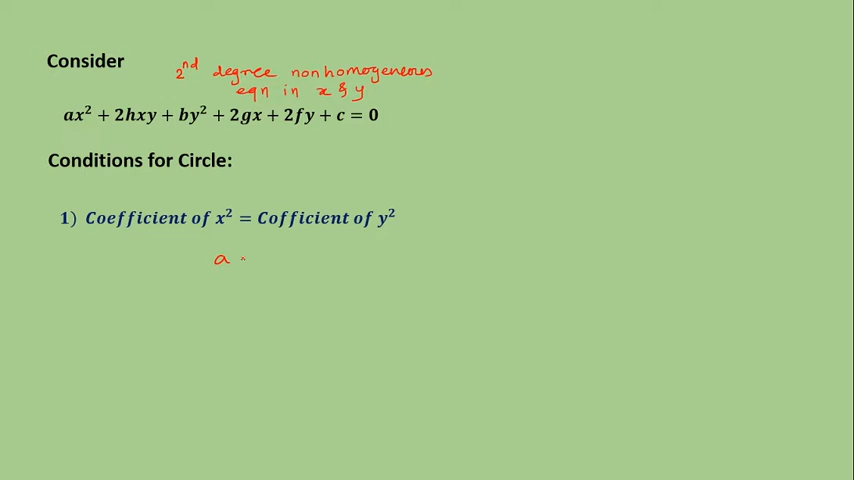 Consider
2nd degree nonhomogeneous
eqn in x & y
ax² + 2hxy + by² + 2gx + 2fy + c = 0
Conditions for Circle:
1) Coefficient of x² = Cofficient of y²
a